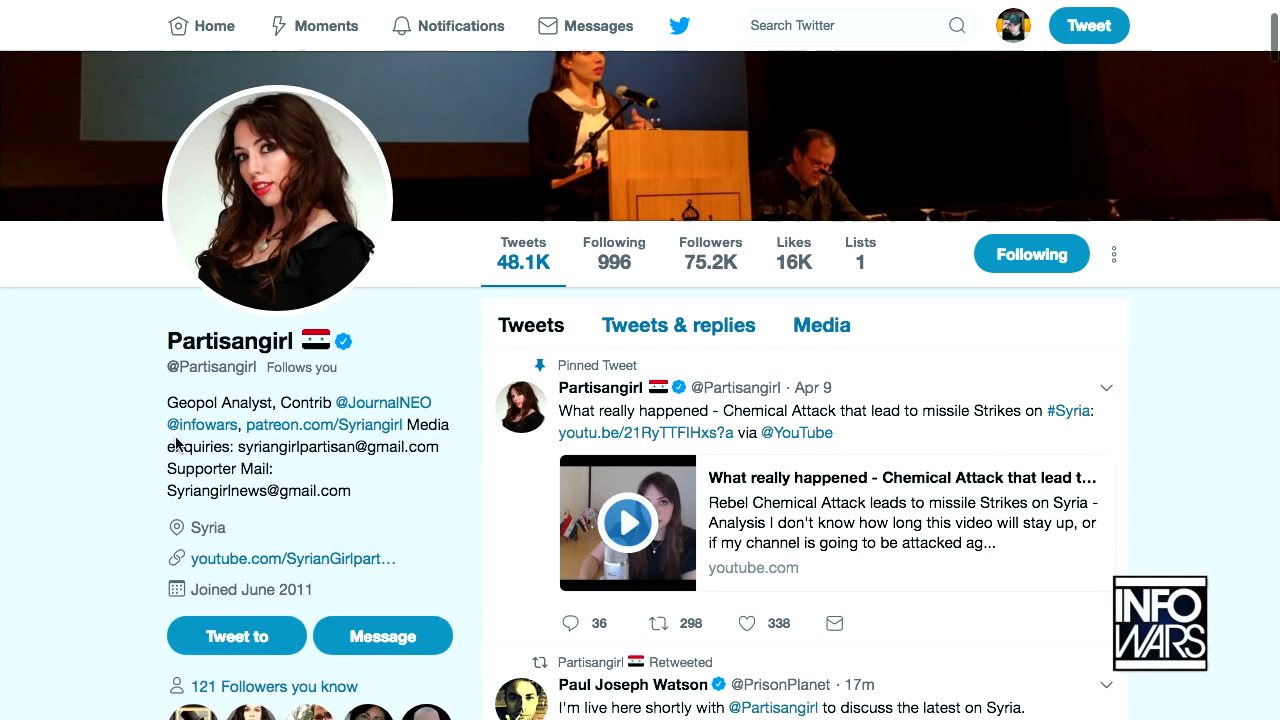 Home
Moments
Notifications
Messages
Search Twitter
Tweet
Tweets
48.1K
Following
996
Followers
75.2K
Likes
16K
Lists
1
Following
Partisangirl
@Partisangirl Follows you
Geopol Analyst, Contrib @JournalNEO
@infowars, patreon.com/Syriangirl Media
enquiries: syriangirlpartisan@gmail.com
Supporter Mail:
Syriangirlnews@gmail.com
Syria
youtube.com/SyrianGirlpart…
Joined June 2011
Tweet to
Message
121 Followers you know
Tweets
Tweets & replies
Media
Pinned Tweet
Partisangirl @Partisangirl · Apr 9
What really happened - Chemical Attack that lead to missile Strikes on #Syria:
youtu.be/21RyTTFlHxs?a via @YouTube
What really happened - Chemical Attack that lead t...
Rebel Chemical Attack leads to missile Strikes on Syria -
Analysis I don't know how long this video will stay up, or
if my channel is going to be attacked ag...
youtube.com
36
298
338
Partisangirl Retweeted
Paul Joseph Watson @PrisonPlanet · 17m
I'm live here shortly with @Partisangirl to discuss the latest on Syria.
INFO
WARS